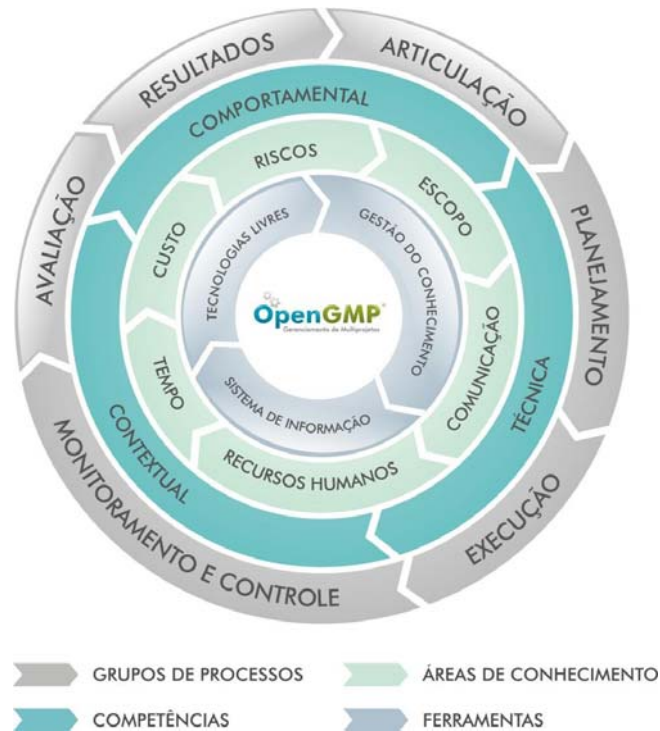 RESULTADOS
ARTICULAÇÃO
PLANEJAMENTO
EXECUÇÃO
MONITORAMENTO E CONTROLE
AVALIAÇÃO
COMPORTAMENTAL
TÉCNICA
CONTEXTUAL
RISCOS
ESCOPO
COMUNICAÇÃO
RECURSOS HUMANOS
TEMPO
CUSTO
TECNOLOGIAS LIVRES
GESTÃO DO CONHECIMENTO
SISTEMA DE INFORMAÇÃO
OpenGMP®
Gerenciamento de Multiprojetos
GRUPOS DE PROCESSOS
ÁREAS DE CONHECIMENTO
COMPETÊNCIAS
FERRAMENTAS